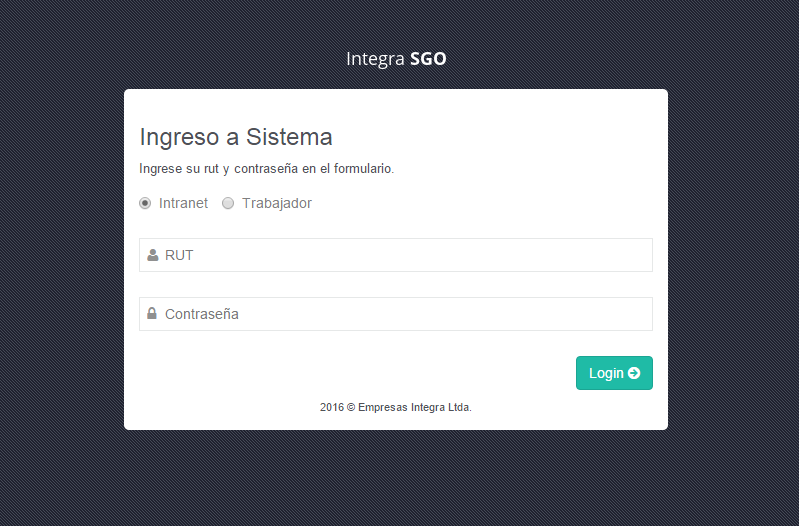 Integra SGO
Ingreso a Sistema
Ingrese su rut y contraseña en el formulario.
Intranet Trabajador
RUT
Contraseña
Login
2016 © Empresas Integra Ltda.